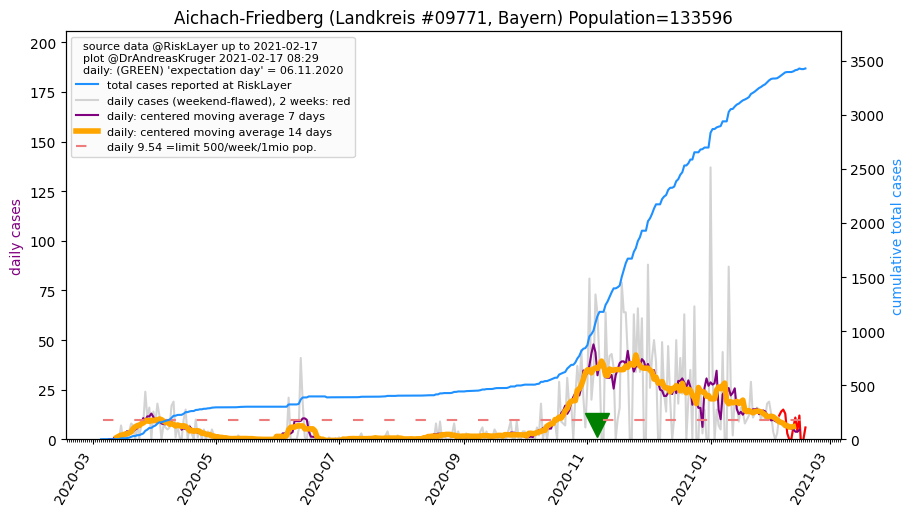 Aichach-Friedberg (Landkreis #09771, Bayern) Population=133596
source data @RiskLayer up to 2021-02-17
plot @DrAndreasKruger 2021-02-17 08:29
daily: (GREEN) 'expectation day' = 06.11.2020
total cases reported at RiskLayer
daily cases (weekend-flawed), 2 weeks: red
daily: centered moving average 7 days
daily: centered moving average 14 days
daily 9.54 =limit 500/week/1mio pop.
daily cases
200
175
150
125
100
75
50
25
0
cumulative total cases
3500
3000
2500
2000
1500
1000
500
0
2020-03
2020-05
2020-07
2020-09
2020-11
2021-01
2021-03